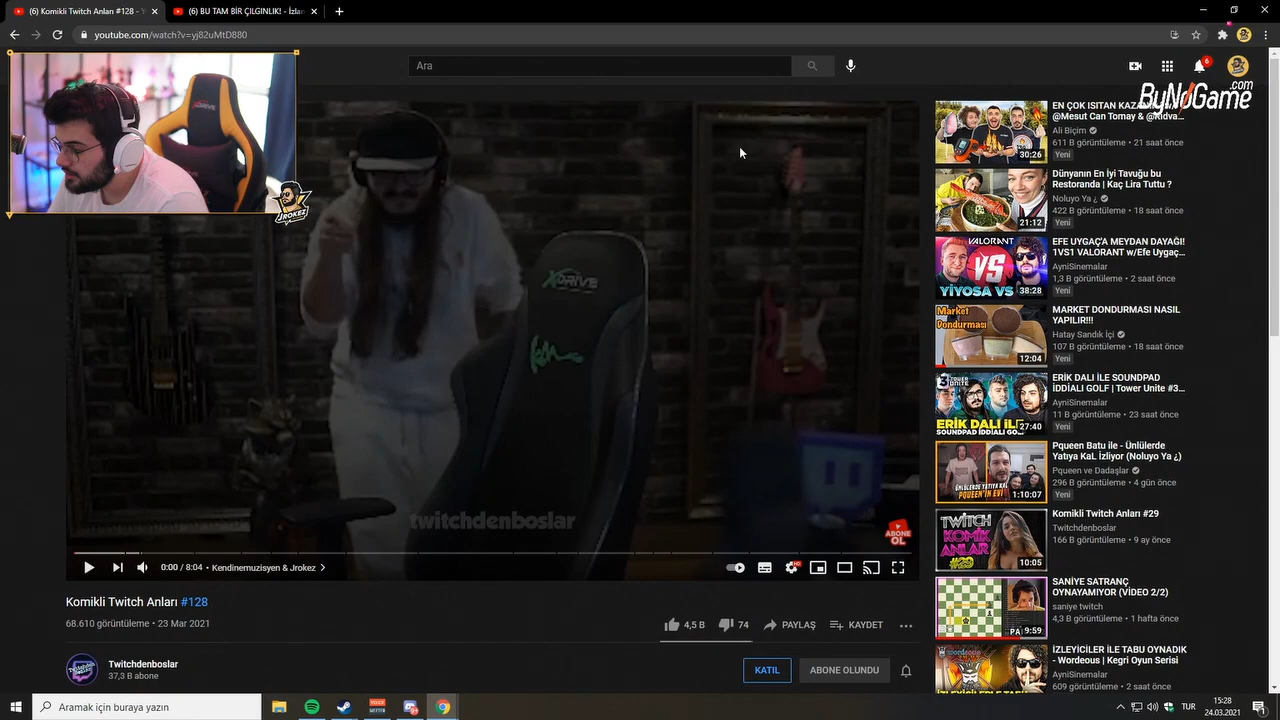 (6) Komikli Twitch Anları #128 - Y
(6) BU TAM BİR ÇILGINLIK! - İzlan
youtube.com/watch?v=yj82uMtD880
Ara
6
ByNoGame.com
JROKEZ
XDRIVE
twitchdenboslar
ABONE OL
0:00 / 8:04 • Kendinemuzisyen & Jrokez
Komikli Twitch Anları #128
68.610 görüntüleme • 23 Mar 2021
4,5 B
74
PAYLAŞ
KAYDET
Twitchdenboslar
37,3 B abone
KATIL
ABONE OLUNDU
EN ÇOK ISITAN
@Mesut Can Tomay &
Ali Biçim
611 B görüntüleme • 21 saat önce
Yeni
30:26
Dünyanın En İyi Tavuğu bu
Restoranda | Kaç Lira Tuttu ?
Noluyo Ya ¿
422 B görüntüleme • 18 saat önce
Yeni
21:12
VALORANT
VS
YİYOSA VS
38:28
EFE UYGAÇ'A MEYDAN DAYAĞI!
1VS1 VALORANT w/Efe Uygaç...
AyniSinemalar
1,3 B görüntüleme • 2 saat önce
Yeni
Market
Dondurması
12:04
MARKET DONDURMASI NASIL
YAPILIR!!!
Hatay Sandık İçi
107 B görüntüleme • 18 saat önce
Yeni
TOWER
UNITE
ERİK DALI İLE
SOUNDPAD İDDİALI GO
27:40
ERİK DALI İLE SOUNDPAD
İDDİALI GOLF | Tower Unite #3...
AyniSinemalar
11 B görüntüleme • 23 saat önce
Yeni
ÜNLÜLERDE YATIYA KAL
PQUEEN'İN EVİ
1:10:07
Pqueen Batu ile - Ünlülerde
Yatıya KaL İzliyor (Noluyo Ya ¿)
Pqueen ve Dadaşlar
296 B görüntüleme • 4 gün önce
Yeni
TWITCH
KOMİK
ANLAR
#29
10:05
Komikli Twitch Anları #29
Twitchdenboslar
166 B görüntüleme • 9 ay önce
PA
9:59
SANİYE SATRANÇ
OYNAYAMIYOR (VİDEO 2/2)
saniye twitch
4,3 B görüntüleme • 1 hafta önce
wordeous
İZLEYİCİLER İLE TABU OYNADIK
- Wordeous | Kegri Oyun Serisi
AyniSinemalar
609 görüntüleme • 2 saat önce
Aramak için buraya yazın
TUR
15:28
24.03.2021